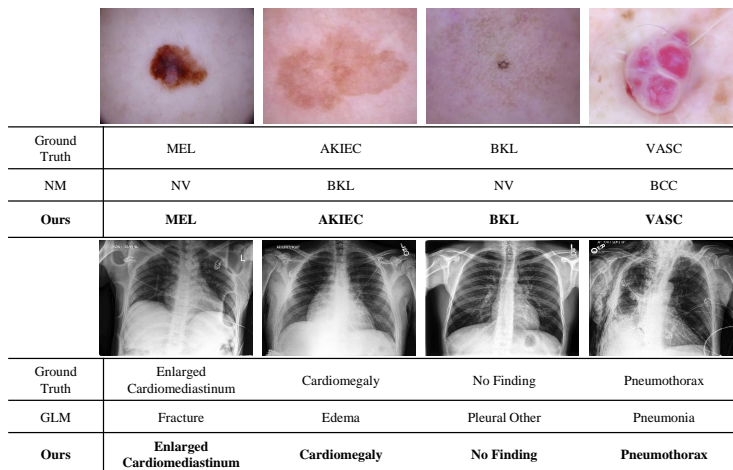 Ground Truth MEL AKIEC BKL VASC
NM NV BKL NV BCC
Ours MEL AKIEC BKL VASC
L
Ground Truth Enlarged Cardiomediastinum Cardiomegaly No Finding Pneumothorax
GLM Fracture Edema Pleural Other Pneumonia
Ours Enlarged Cardiomediastinum Cardiomegaly No Finding Pneumothorax